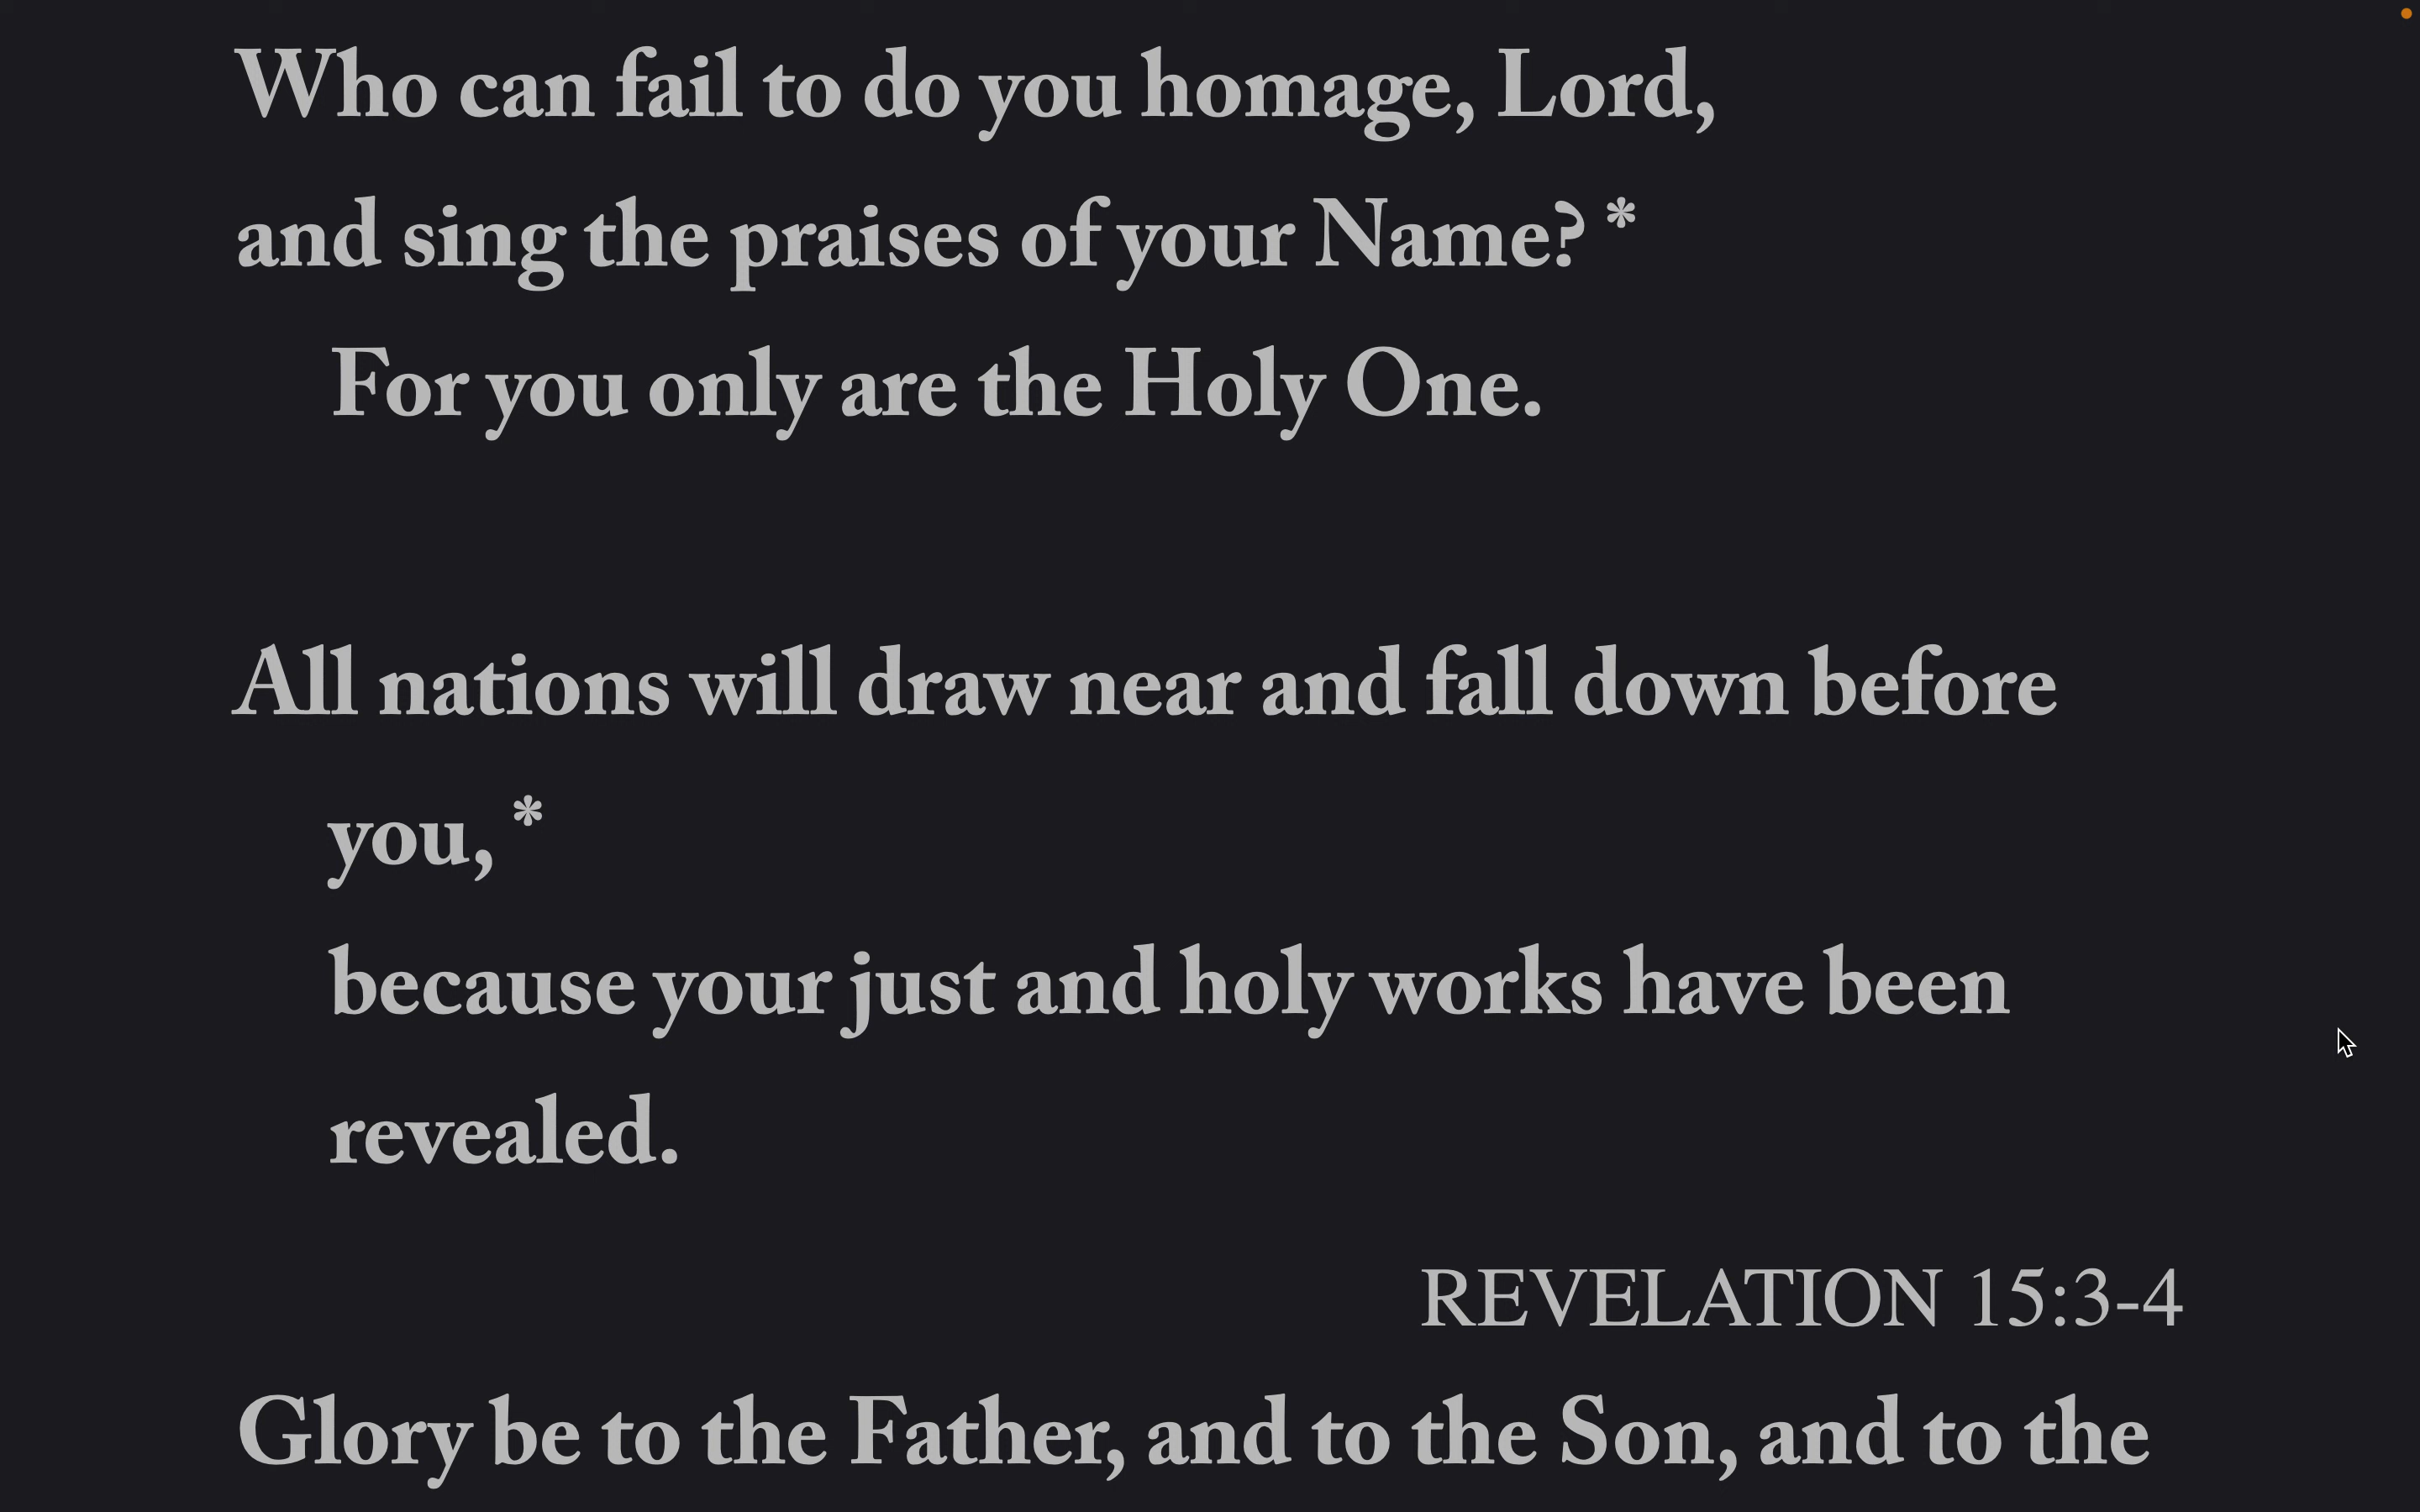 Who can fail to do you homage, Lord,
and sing the praises of your Name? *
For you only are the Holy One.
All nations will draw near and fall down before
you, *
because your just and holy works have been
revealed.
REVELATION 15:3-4
Glory be to the Father, and to the Son, and to the